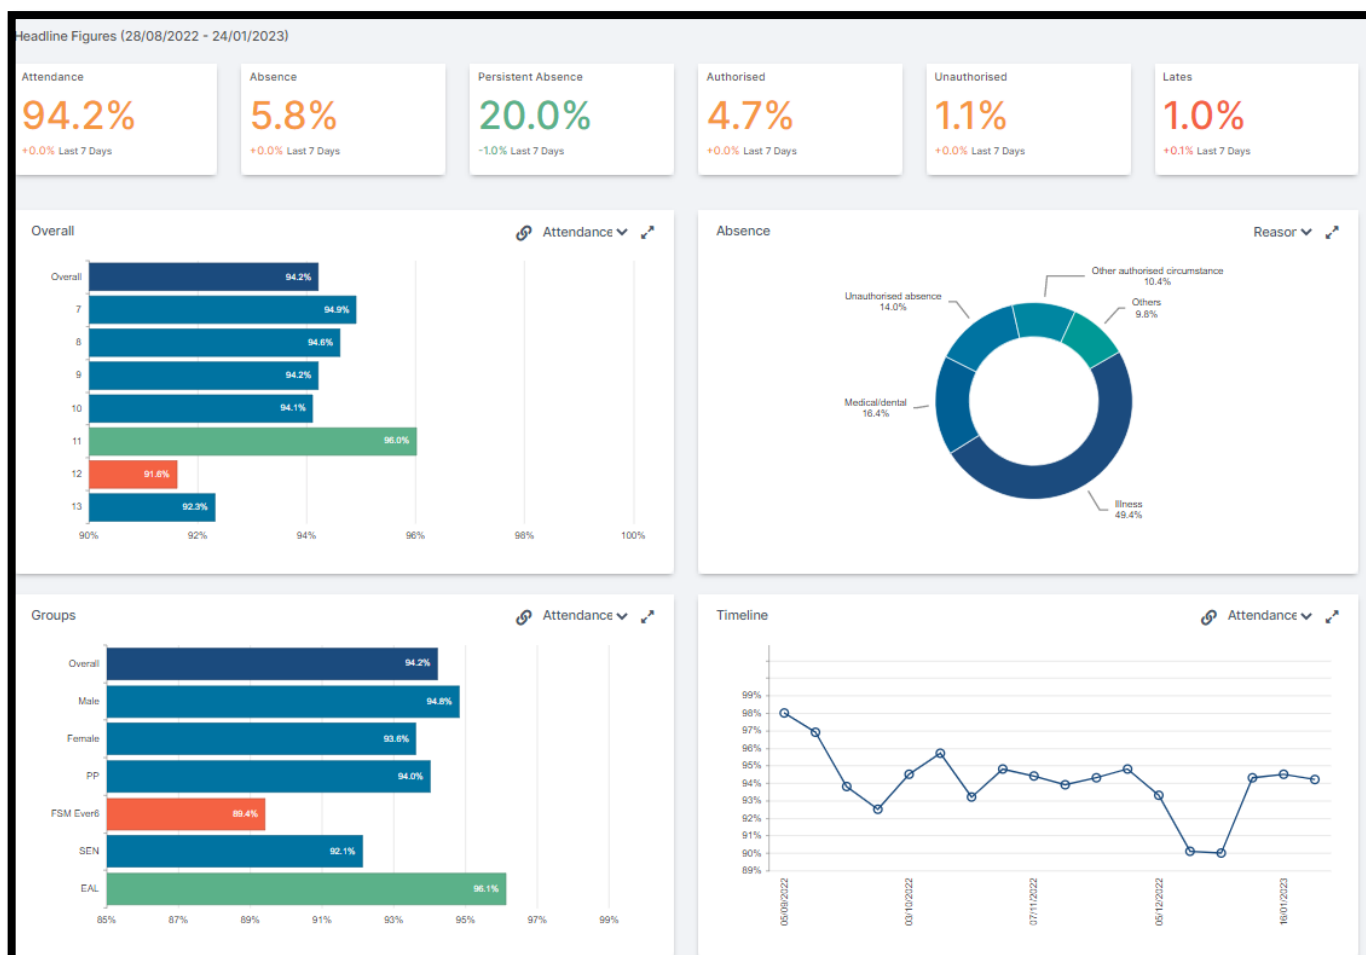 Headline Figures (28/08/2022 - 24/01/2023)
Attendance
94.2%
+0.0% Last 7 Days
Absence
5.8%
+0.0% Last 7 Days
Persistent Absence
20.0%
-1.0% Last 7 Days
Authorised
4.7%
+0.0% Last 7 Days
Unauthorised
1.1%
+0.0% Last 7 Days
Lates
1.0%
+0.1% Last 7 Days
Overall
Attendance
Overall 94.2%
7 94.9%
8 94.6%
9 94.2%
10 94.1%
11 96.0%
12 91.6%
13 92.3%
90% 92% 94% 96% 98% 100%
Absence
Reason
Other authorised circumstance
10.4%
Others
9.8%
Unauthorised absence
14.0%
Medical/dental
16.4%
Illness
49.4%
Groups
Attendance
Overall 94.2%
Male 94.8%
Female 93.6%
PP 94.0%
FSM Ever6 89.4%
SEN 92.1%
EAL 96.1%
85% 87% 89% 91% 93% 95% 97% 99%
Timeline
Attendance
99%
98%
97%
96%
95%
94%
93%
92%
91%
90%
89%
05/09/2022
03/10/2022
07/11/2022
05/12/2022
16/01/2023